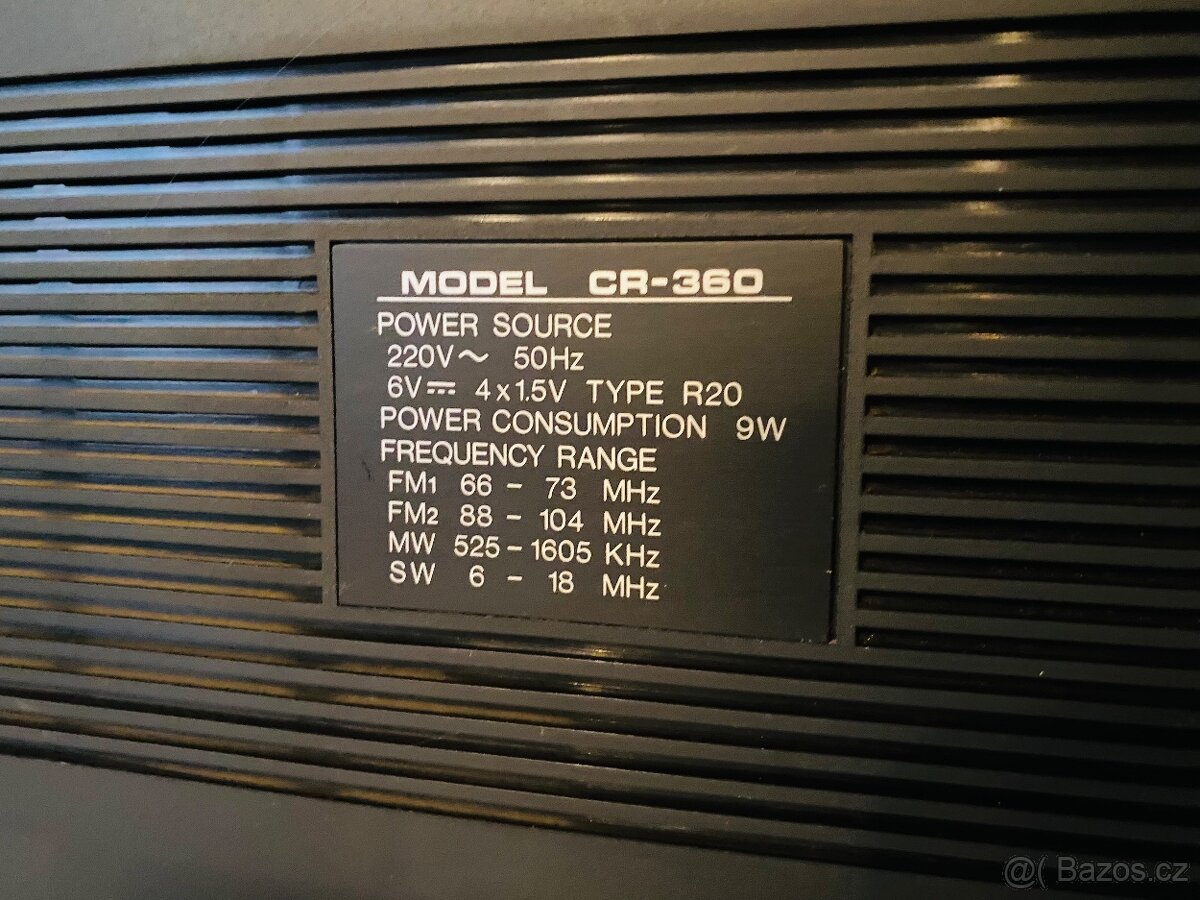 MODEL CR-360
POWER SOURCE
220V~ 50Hz
6V⎓ 4x1.5V TYPE R20
POWER CONSUMPTION 9W
FREQUENCY RANGE
FM1 66 - 73 MHz
FM2 88 - 104 MHz
MW 525-1605 KHz
SW 6 - 18 MHz
@( Bazos.cz